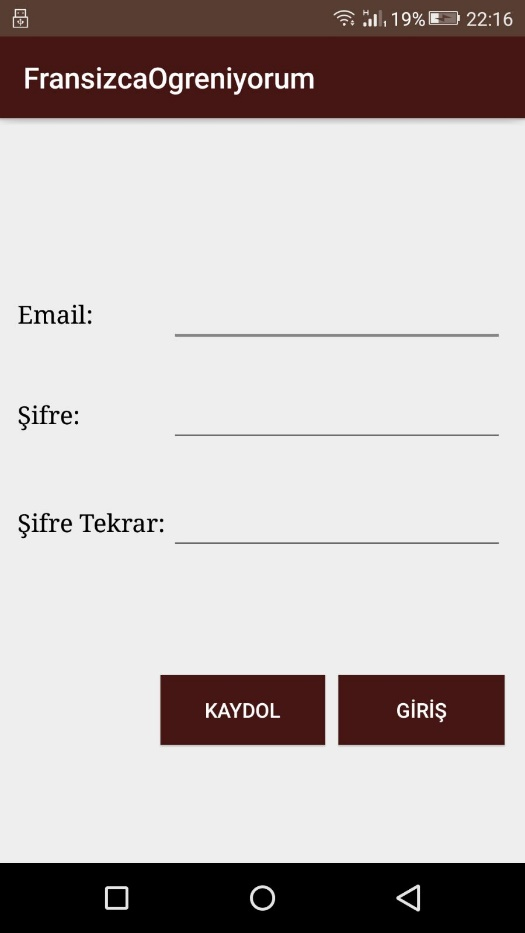 19% 22:16
FransizcaOgreniyorum
Email:
Şifre:
Şifre Tekrar:
KAYDOL GİRİŞ